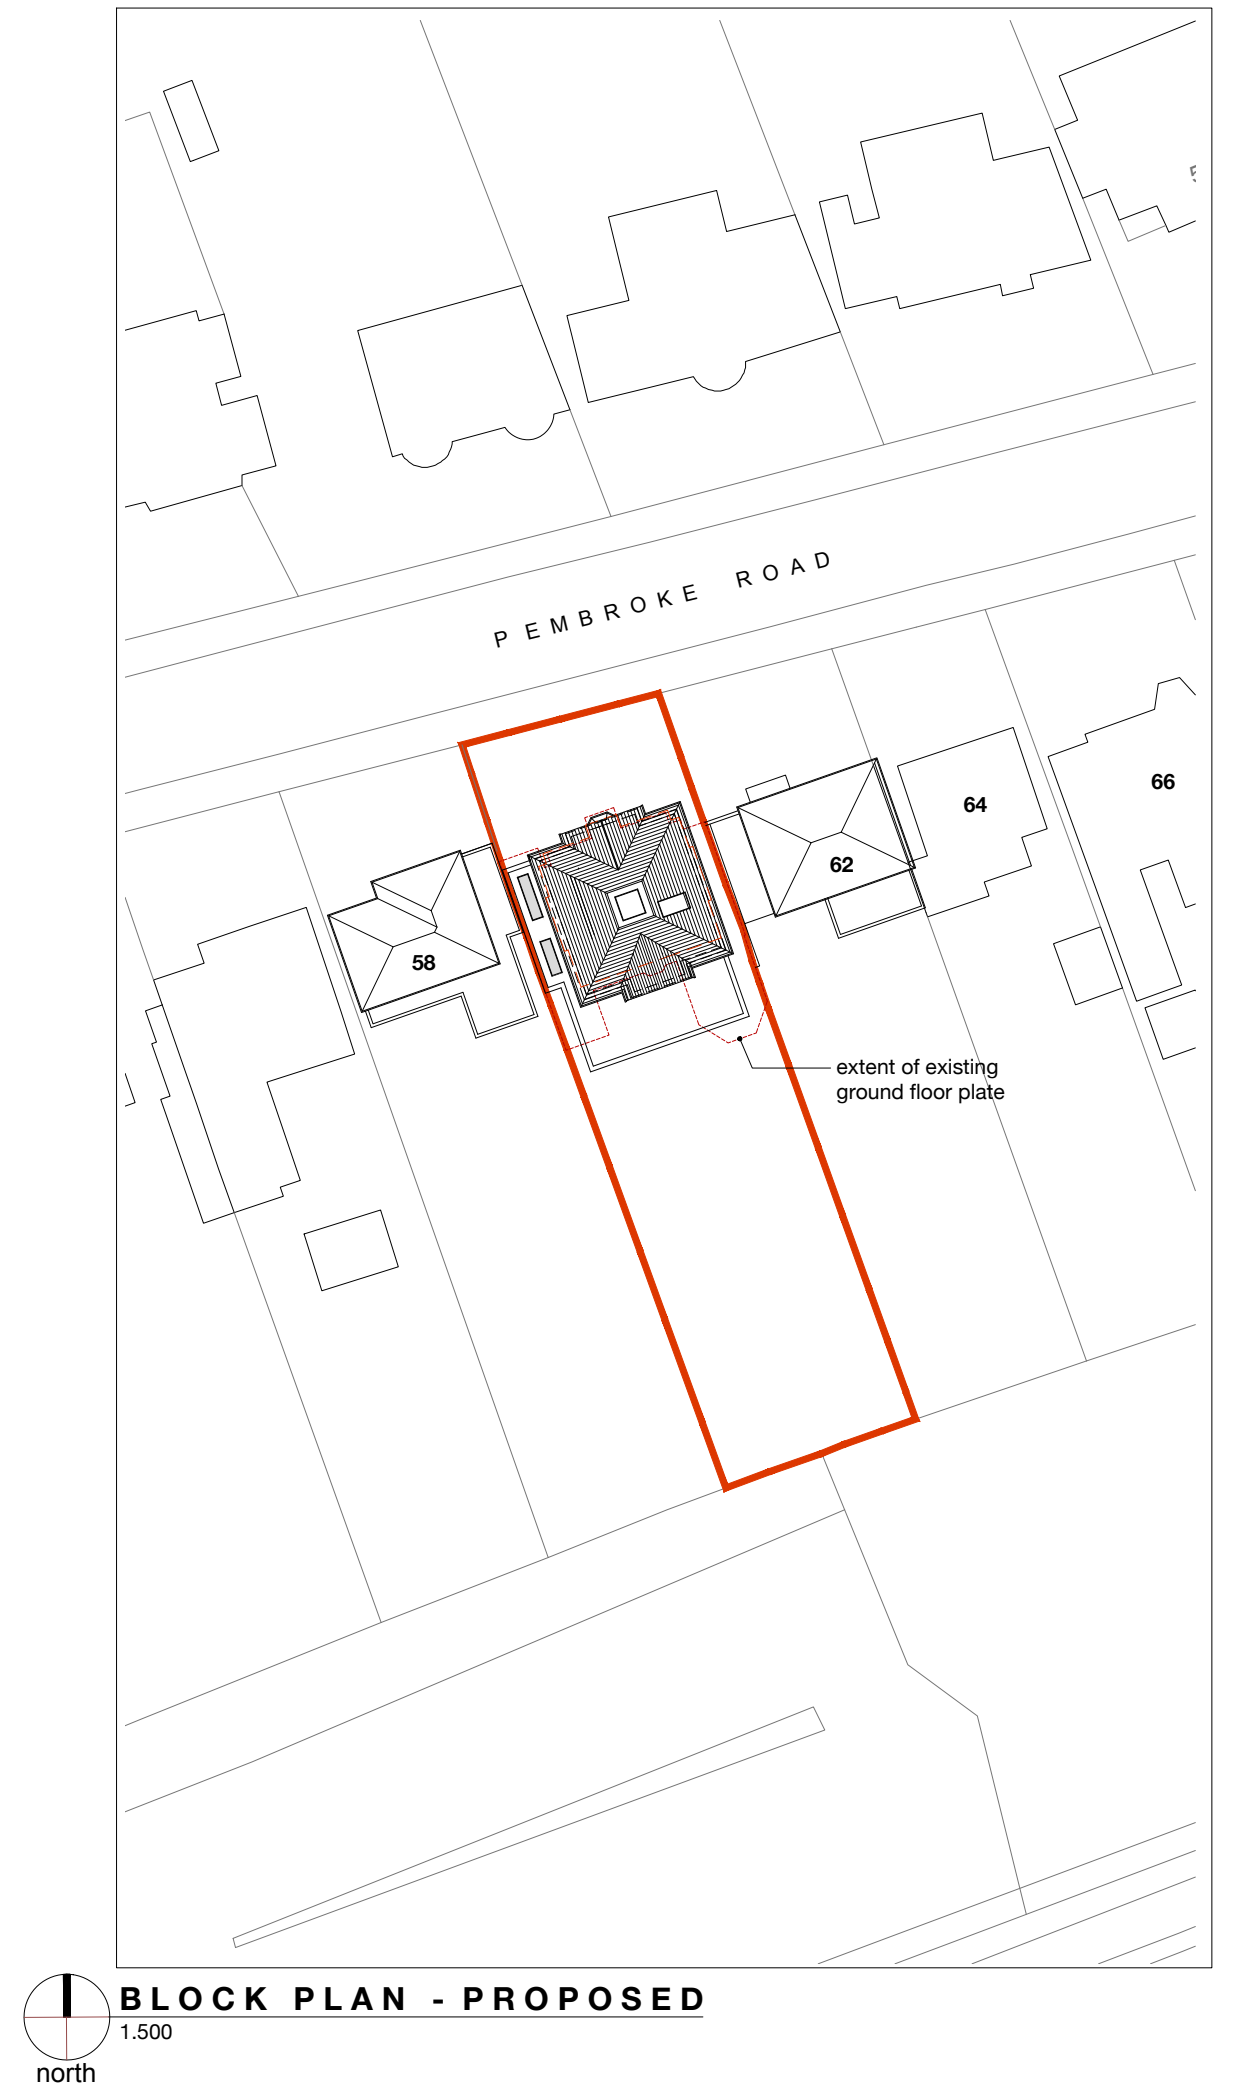 PEMBROKE ROAD
66
64
62
58
extent of existing
ground floor plate
BLOCK PLAN - PROPOSED
1.500
north